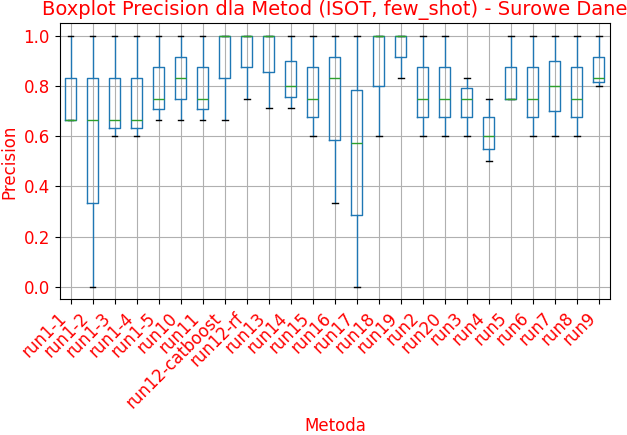 Boxplot Precision dla Metod (ISOT, few_shot) - Surowe Dane
1.0
0.8
0.6
0.4
0.2
0.0
Precision
run1-1
run1-2
run1-3
run1-4
run1-5
run10
run11
run12-catboost
run12-rf
run13
run14
run15
run16
run17
run18
run19
run2
run20
run3
run4
run5
run6
run7
run8
run9
Metoda